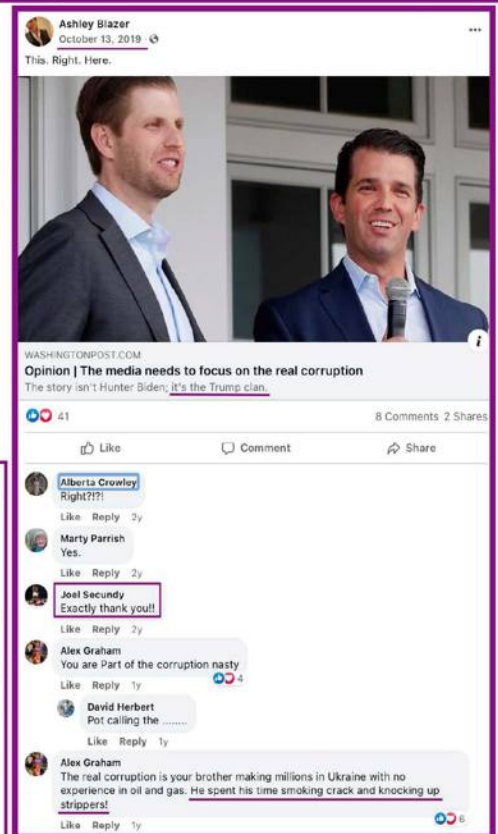 Ashley Blazer
October 13, 2019
This. Right. Here.
i
WASHINGTONPOST.COM
Opinion | The media needs to focus on the real corruption
The story isn't Hunter Biden; it's the Trump clan.
41
8 Comments 2 Shares
Like
Comment
Share
Alberta Crowley
Right?!?!
Like Reply 2y
Marty Parrish
Yes.
Like Reply 2y
Joel Secundy
Exactly thank you!!
Like Reply 2y
Alex Graham
You are Part of the corruption nasty
4
Like Reply 1y
David Herbert
Pot calling the ........
Like Reply 1y
Alex Graham
The real corruption is your brother making millions in Ukraine with no
experience in oil and gas. He spent his time smoking crack and knocking up
strippers!
6
Like Reply 1y